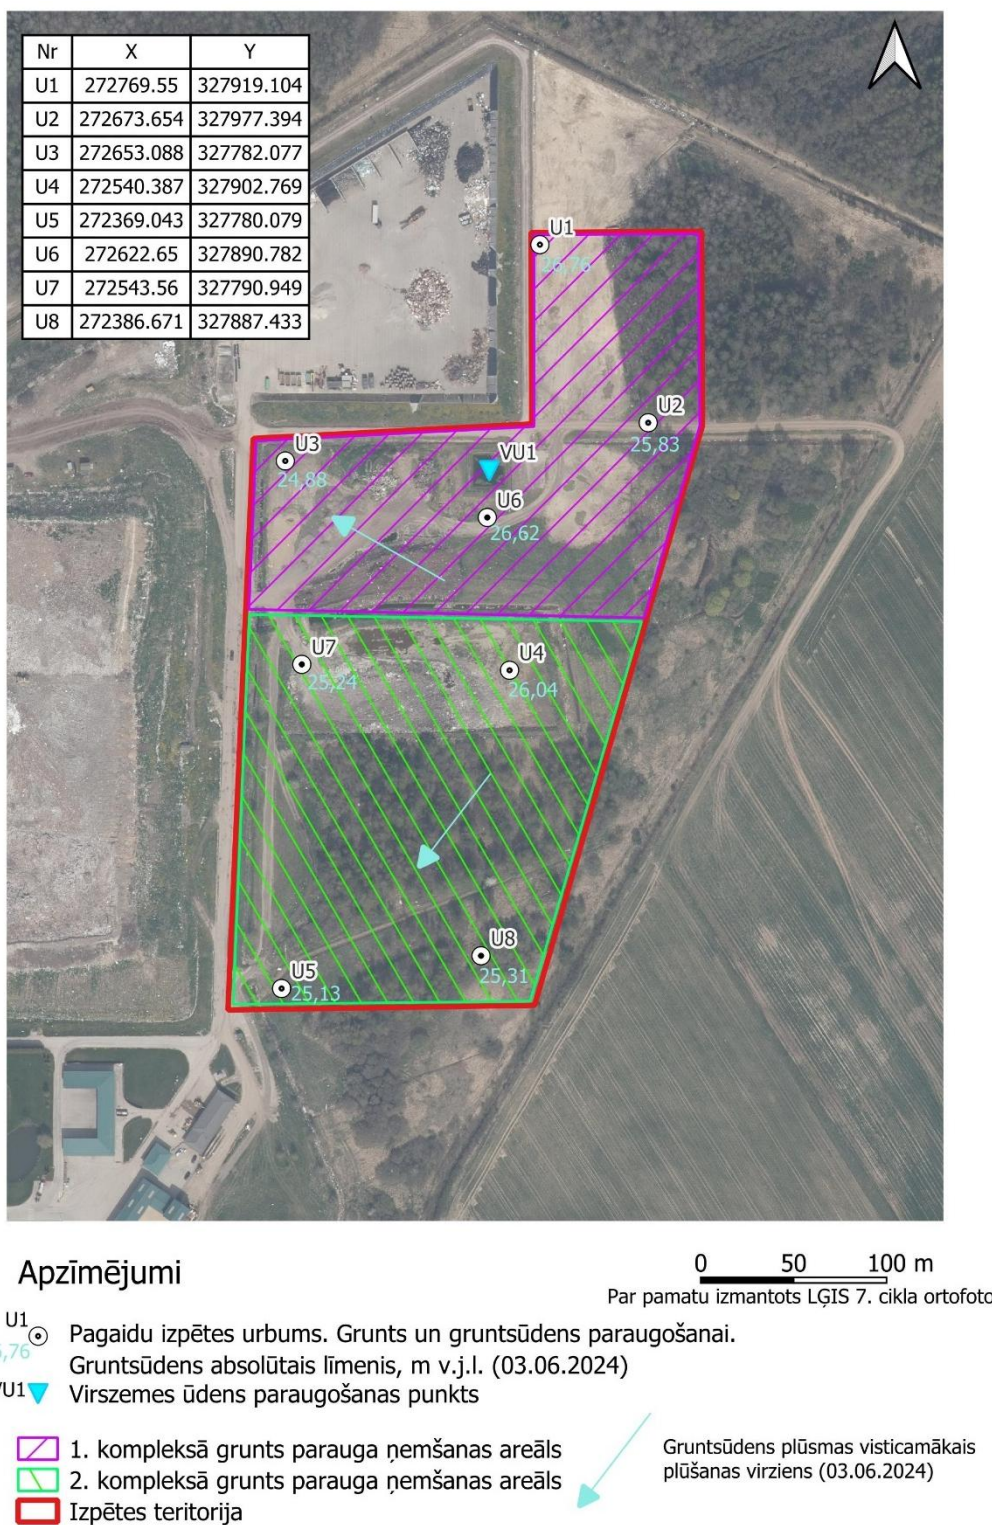 Nr X Y
U1 272769.55 327919.104
U2 272673.654 327977.394
U3 272653.088 327782.077
U4 272540.387 327902.769
U5 272369.043 327780.079
U6 272622.65 327890.782
U7 272543.56 327790.949
U8 272386.671 327887.433
U1
26,76
U2
25,83
U3
24,88
VU1
U6
26,62
U7
25,24
U4
26,04
U8
25,31
U5
25,13
Apzīmējumi
0 50 100 m
Par pamatu izmantots LĢIS 7. cikla ortofoto
U1
,76
Pagaidu izpētes urbums. Grunts un gruntsūdens paraugošanai.
Gruntsūdens absolūtais līmenis, m v.j.l. (03.06.2024)
VU1 Virszemes ūdens paraugošanas punkts
1. kompleksā grunts parauga ņemšanas areāls
2. kompleksā grunts parauga ņemšanas areāls
Izpētes teritorija
Gruntsūdens plūsmas visticamākais
plūšanas virziens (03.06.2024)